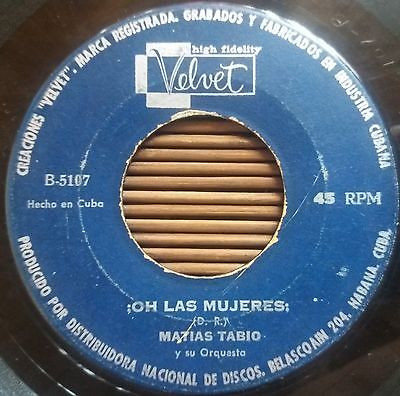 CREACIONES "VELVET". MARCA REGISTRADA. GRABADOS Y FABRICADOS EN INDUSTRIA CUBANA
high fidelity
Velvet
B-5107
Hecho en Cuba
45 RPM
¡OH LAS MUJERES¡
(D. R.)
MATIAS TABIO
y su Orquesta
PRODUCIDO POR DISTRIBUIDORA NACIONAL DE DISCOS. BELASCOAIN 204, HABANA, CUBA.